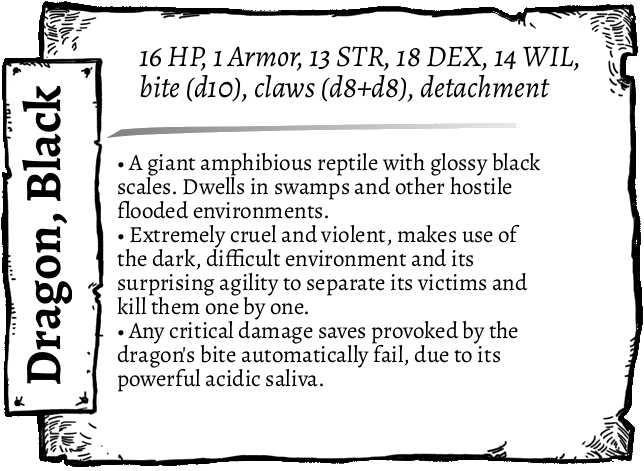 Dragon, Black
16 HP, 1 Armor, 13 STR, 18 DEX, 14 WIL,
bite (d10), claws (d8+d8), detachment
• A giant amphibious reptile with glossy black
scales. Dwells in swamps and other hostile
flooded environments.
• Extremely cruel and violent, makes use of
the dark, difficult environment and its
surprising agility to separate its victims and
kill them one by one.
• Any critical damage saves provoked by the
dragon's bite automatically fail, due to its
powerful acidic saliva.